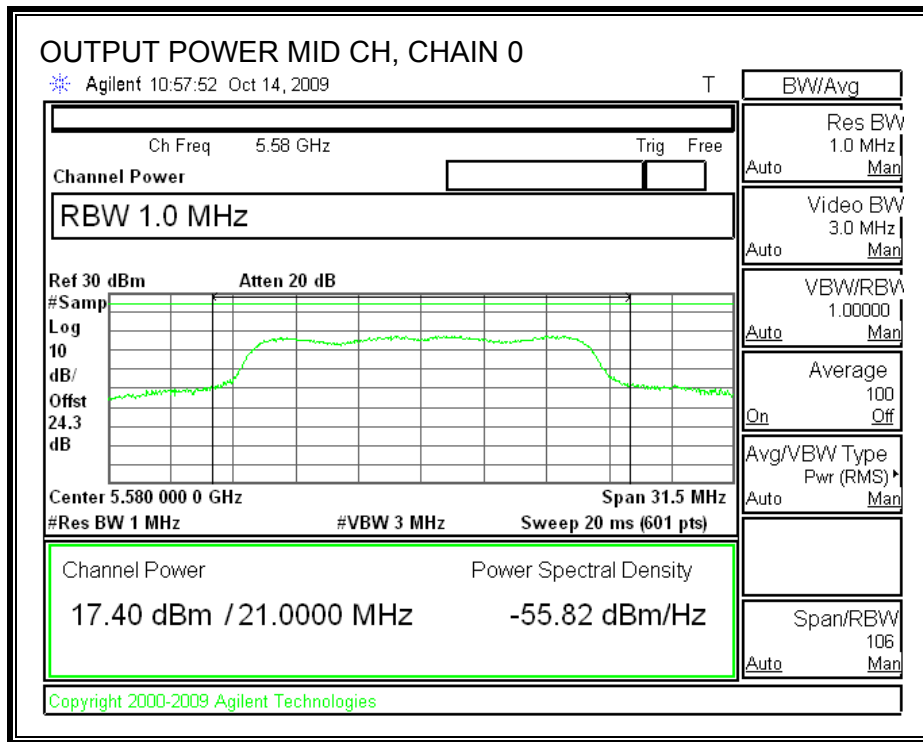 OUTPUT POWER MID CH, CHAIN 0
Agilent 10:57:52 Oct 14, 2009 T
Ch Freq 5.58 GHz Trig Free
Channel Power
RBW 1.0 MHz
Ref 30 dBm Atten 20 dB
#Samp
Log
10
dB/
Offst
24.3
dB
Center 5.580 000 0 GHz Span 31.5 MHz
#Res BW 1 MHz #VBW 3 MHz Sweep 20 ms (601 pts)
Channel Power Power Spectral Density
17.40 dBm / 21.0000 MHz -55.82 dBm/Hz
Copyright 2000-2009 Agilent Technologies
BW/Avg
Res BW
1.0 MHz
Auto Man
Video BW
3.0 MHz
Auto Man
VBW/RBW
1.00000
Auto Man
Average
100
On Off
Avg/VBW Type
Pwr (RMS)
Auto Man
Span/RBW
106
Auto Man